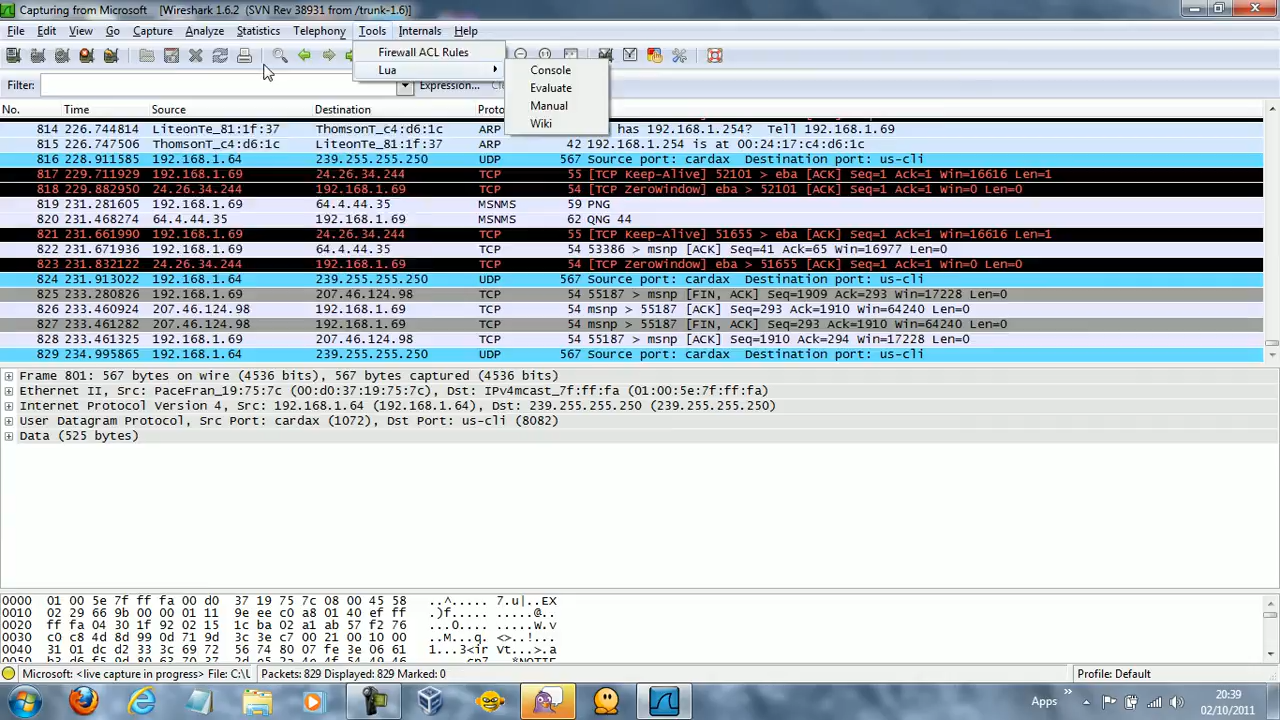 Capturing from Microsoft [Wireshark 1.6.2 (SVN Rev 38931 from /trunk-1.6)]
File Edit View Go Capture Analyze Statistics Telephony Tools Internals Help
Firewall ACL Rules
Lua
Console
Evaluate
Manual
Wiki
Filter: Expression...
No. Time Source Destination Proto
814 226.744814 LiteonTe_81:1f:37 ThomsonT_c4:d6:1c ARP has 192.168.1.254? Tell 192.168.1.69
815 226.747506 ThomsonT_c4:d6:1c LiteonTe_81:1f:37 ARP 42 192.168.1.254 is at 00:24:17:c4:d6:1c
816 228.911585 192.168.1.64 239.255.255.250 UDP 567 Source port: cardax Destination port: us-cli
817 229.711929 192.168.1.69 24.26.34.244 TCP 55 [TCP Keep-Alive] 52101 > eba [ACK] Seq=1 Ack=1 Win=16616 Len=1
818 229.882950 24.26.34.244 192.168.1.69 TCP 54 [TCP ZeroWindow] eba > 52101 [ACK] Seq=1 Ack=1 Win=0 Len=0
819 231.281605 192.168.1.69 64.4.44.35 MSNMS 59 PNG
820 231.468274 64.4.44.35 192.168.1.69 MSNMS 62 QNG 44
821 231.661990 192.168.1.69 24.26.34.244 TCP 55 [TCP Keep-Alive] 51655 > eba [ACK] Seq=1 Ack=1 Win=16616 Len=1
822 231.671936 192.168.1.69 64.4.44.35 TCP 54 53386 > msnp [ACK] Seq=41 Ack=65 Win=16977 Len=0
823 231.832122 24.26.34.244 192.168.1.69 TCP 54 [TCP ZeroWindow] eba > 51655 [ACK] Seq=1 Ack=1 Win=0 Len=0
824 231.913022 192.168.1.64 239.255.255.250 UDP 567 Source port: cardax Destination port: us-cli
825 233.280826 192.168.1.69 207.46.124.98 TCP 54 55187 > msnp [FIN, ACK] Seq=1909 Ack=293 Win=17228 Len=0
826 233.460924 207.46.124.98 192.168.1.69 TCP 54 msnp > 55187 [ACK] Seq=293 Ack=1910 Win=64240 Len=0
827 233.461282 207.46.124.98 192.168.1.69 TCP 54 msnp > 55187 [FIN, ACK] Seq=293 Ack=1910 Win=64240 Len=0
828 233.461325 192.168.1.69 207.46.124.98 TCP 54 55187 > msnp [ACK] Seq=1910 Ack=294 Win=17228 Len=0
829 234.995865 192.168.1.64 239.255.255.250 UDP 567 Source port: cardax Destination port: us-cli
Frame 801: 567 bytes on wire (4536 bits), 567 bytes captured (4536 bits)
Ethernet II, Src: PaceFran_19:75:7c (00:d0:37:19:75:7c), Dst: IPv4mcast_7f:ff:fa (01:00:5e:7f:ff:fa)
Internet Protocol Version 4, Src: 192.168.1.64 (192.168.1.64), Dst: 239.255.255.250 (239.255.255.250)
User Datagram Protocol, Src Port: cardax (1072), Dst Port: us-cli (8082)
Data (525 bytes)
0000 01 00 5e 7f ff fa 00 d0 37 19 75 7c 08 00 45 58 ..^..... 7.u|..EX
0010 02 29 66 9b 00 00 01 11 9e ee c0 a8 01 40 ef ff .)f..... .....@..
0020 ff fa 04 30 1f 92 02 15 1c ba 02 a1 ab 57 f2 76 ...0.... .....W.v
0030 c0 c8 4d 8d 99 0d 71 9d 3c 3e c7 00 21 00 10 00 ..M...q. <>..!...
0040 31 01 dc d2 33 3c 69 72 56 74 80 07 fe 3e 06 61 1...3<ir Vt...>.a
Microsoft: <live capture in progress> File: C:\U Packets: 829 Displayed: 829 Marked: 0 Profile: Default
Apps 20:39
02/10/2011